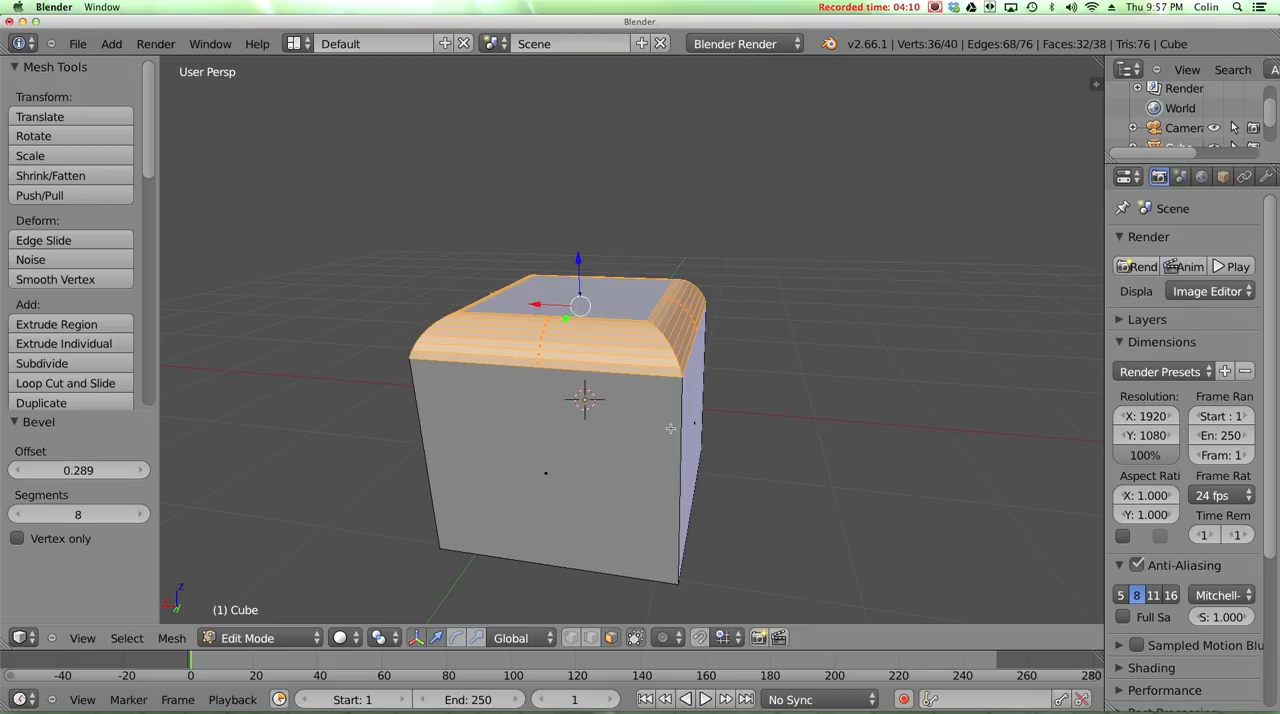 Blender Window Recorded time: 04:10 Thu 9:57 PM Colin
Blender
File Add Render Window Help Default Scene Blender Render v2.66.1 | Verts:36/40 | Edges:68/76 | Faces:32/38 | Tris:76 | Cube
Mesh Tools
Transform:
Translate
Rotate
Scale
Shrink/Fatten
Push/Pull
Deform:
Edge Slide
Noise
Smooth Vertex
Add:
Extrude Region
Extrude Individual
Subdivide
Loop Cut and Slide
Duplicate
Bevel
Offset
0.289
Segments
8
Vertex only
User Persp
z
(1) Cube
View Search A
Render
World
Camera
Scene
Render
Rend Anim Play
Displa Image Editor
Layers
Dimensions
Render Presets
Resolution: Frame Ran
X: 1920 Start : 1
Y: 1080 En: 250
100% Fram: 1
Aspect Rati Frame Rat
X: 1.000 24 fps
Y: 1.000 Time Rem
1 1
Anti-Aliasing
5 8 11 16 Mitchell-
Full Sa S: 1.000
Sampled Motion Blu
Shading
Performance
View Select Mesh Edit Mode Global
-40 -20 0 20 40 60 80 100 120 140 160 180 200 220 240 260 280
View Marker Frame Playback Start: 1 End: 250 1 No Sync